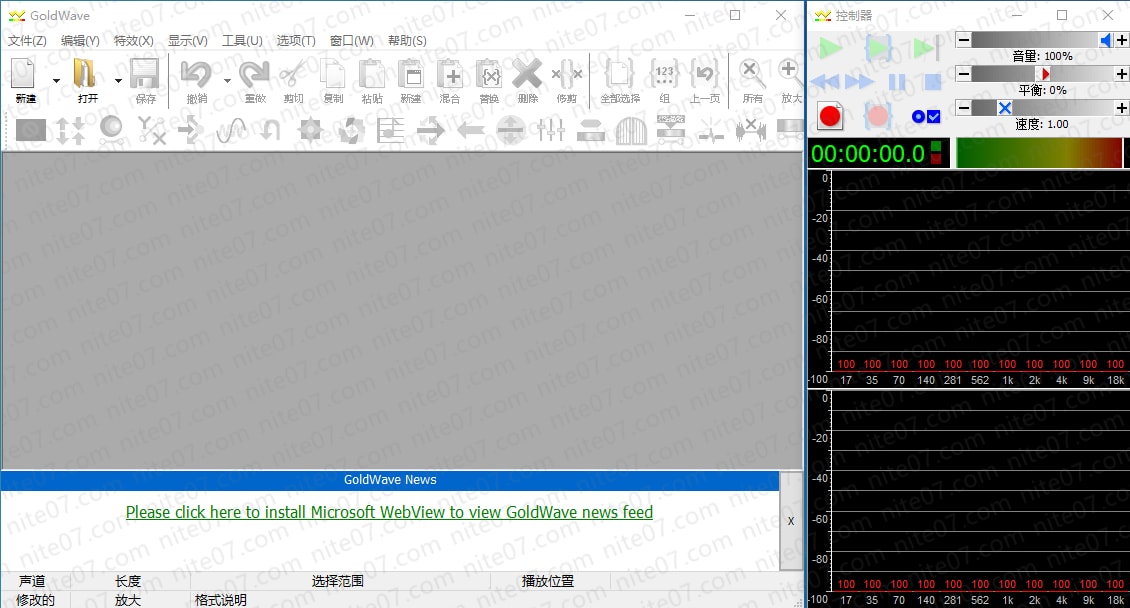 GoldWave
文件(Z) 编辑(Y) 特效(X) 显示(V) 工具(U) 选项(T) 窗口(W) 帮助(S)
新建 打开 保存 撤销 重做 剪切 复制 粘贴 新建 混合 替换 删除 修剪 全部选择 组 上一页 所有 放大
123
GoldWave News
Please click here to install Microsoft WebView to view GoldWave news feed
X
声道 长度 选择范围 播放位置
修改的 放大 格式说明
控制器
音量: 100%
平衡: 0%
速度: 1.00
00:00:00.0
0
-20
-40
-60
-80
100 100 100 100 100 100 100 100 100 100 100
-100 17 35 70 140 281 562 1k 2k 4k 9k 18k
0
-20
-40
-60
-80
100 100 100 100 100 100 100 100 100 100 100
-100 17 35 70 140 281 562 1k 2k 4k 9k 18k
nite07.com